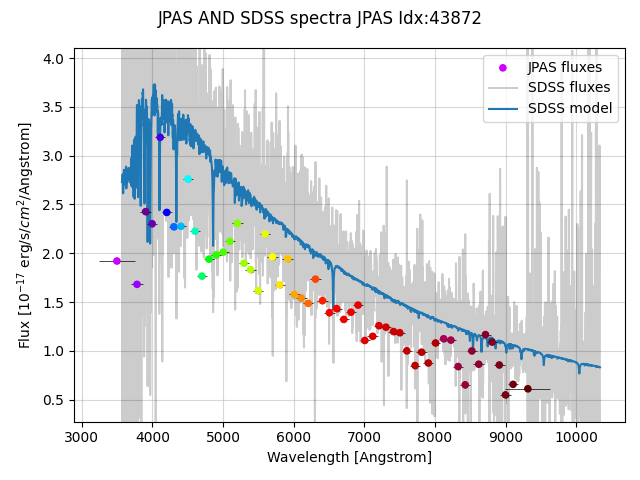 JPAS AND SDSS spectra JPAS Idx:43872
JPAS fluxes
SDSS fluxes
SDSS model
4.0
3.5
3.0
2.5
2.0
1.5
1.0
0.5
Flux [10⁻¹⁷ erg/s/cm²/Angstrom]
3000 4000 5000 6000 7000 8000 9000 10000
Wavelength [Angstrom]